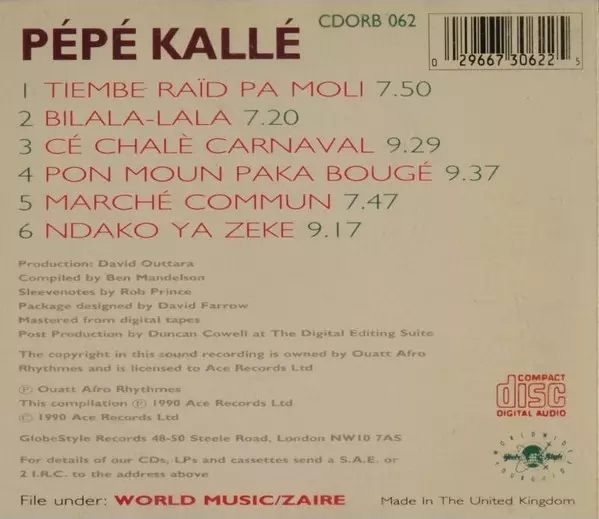 PÉPÉ KALLÉ
CDORB 062
0 29667 30622 5
1 TIEMBE RAÏD PA MOLI 7.50
2 BILALA-LALA 7.20
3 CÉ CHALÈ CARNAVAL 9.29
4 PON MOUN PAKA BOUGÉ 9.37
5 MARCHÉ COMMUN 7.47
6 NDAKO YA ZEKE 9.17
Production: David Outtara
Compiled by Ben Mandelson
Sleevenotes by Rob Prince
Package designed by David Farrow
Mastered from digital tapes
Post Production by Duncan Cowell at The Digital Editing Suite
The copyright in this sound recording is owned by Ouatt Afro
Rhythmes and is licensed to Ace Records Ltd
℗ Ouatt Afro Rhythmes
This compilation ℗ 1990 Ace Records Ltd
© 1990 Ace Records Ltd
GlobeStyle Records 48-50 Steele Road, London NW10 7AS
For details of our CDs, LPs and cassettes send a S.A.E. or
2 I.R.C. to the address above
COMPACT
disc
DIGITAL AUDIO
WORLDWIDE
Globe Style
YOUR GUIDE
File under: WORLD MUSIC/ZAIRE
Made In The United Kingdom